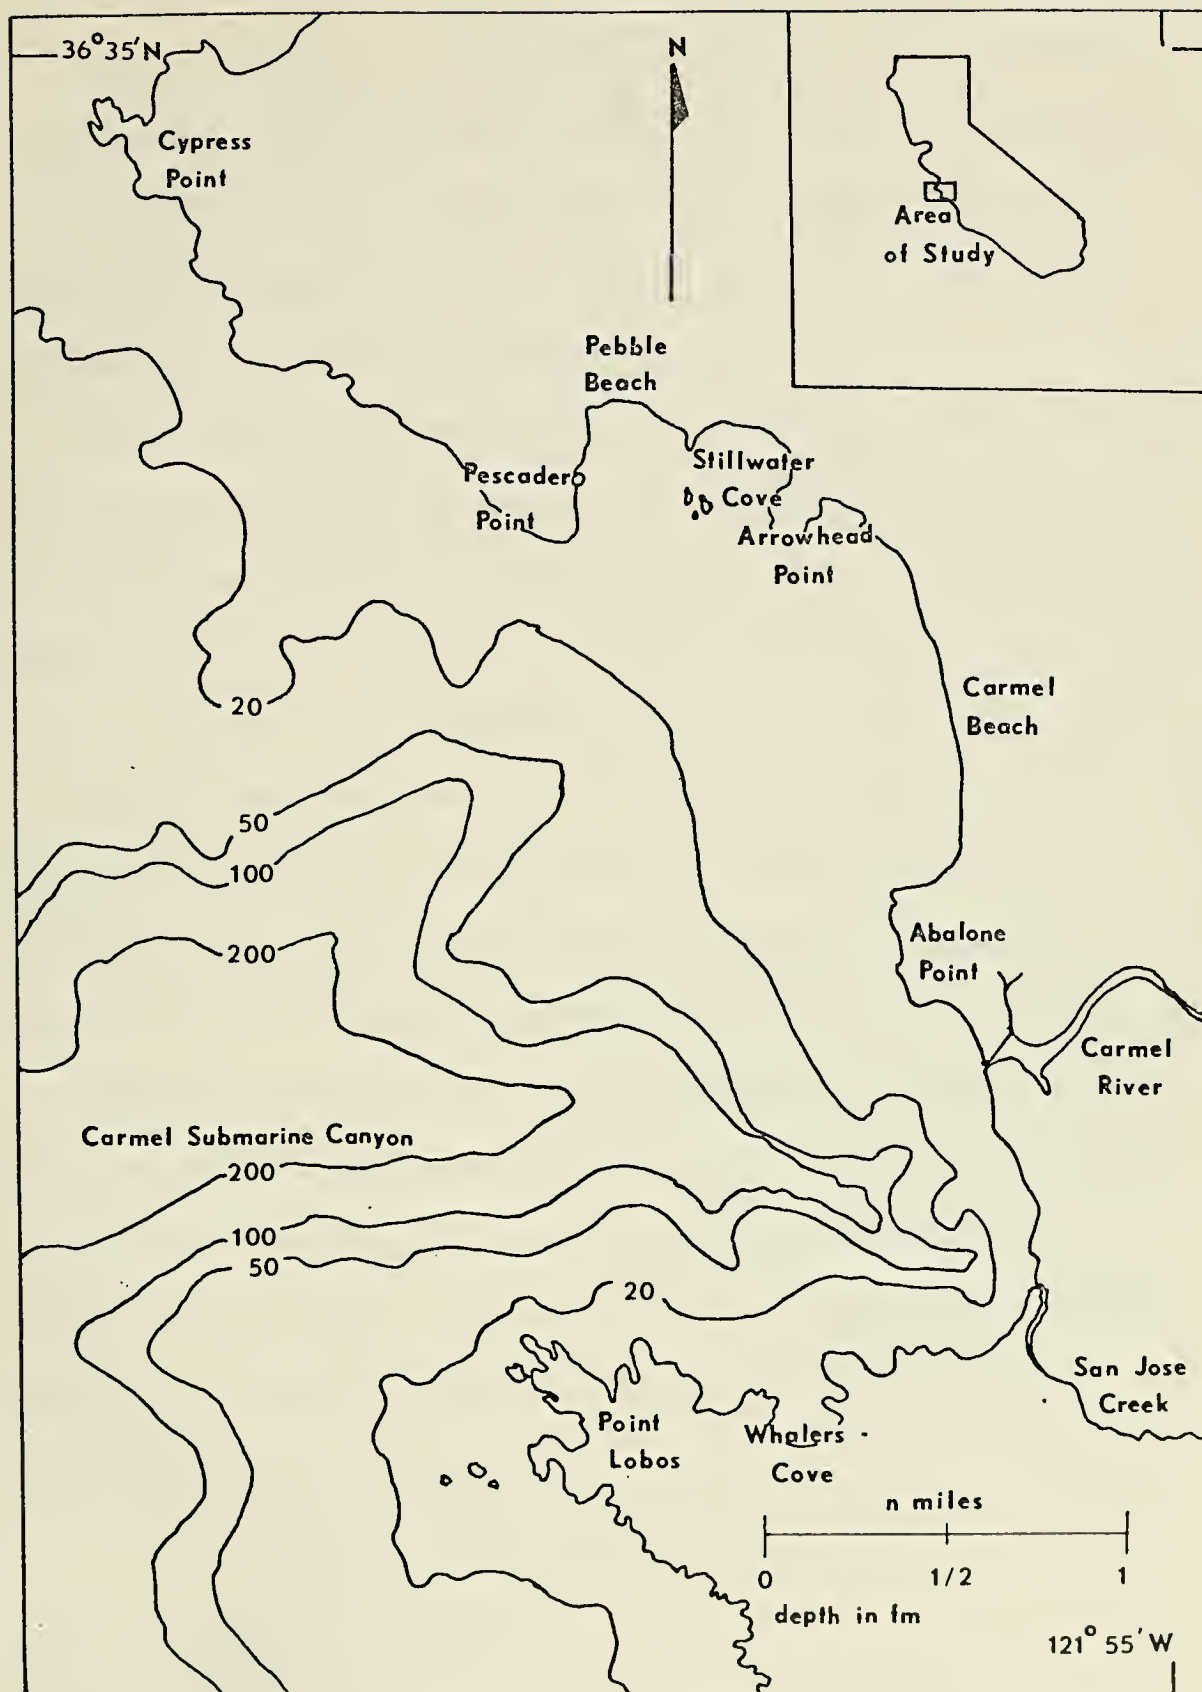 36°35′N
N
Cypress
Point
Area
of Study
Pebble
Beach
Pescadero
Point
Stillwater
Cove
Arrowhead
Point
Carmel
Beach
20
50
100
200
Abalone
Point
Carmel
River
Carmel Submarine Canyon
200
100
50
20
San Jose
Creek
Point
Lobos
Whalers
Cove
n miles
0 1/2 1
depth in fm
121° 55′ W